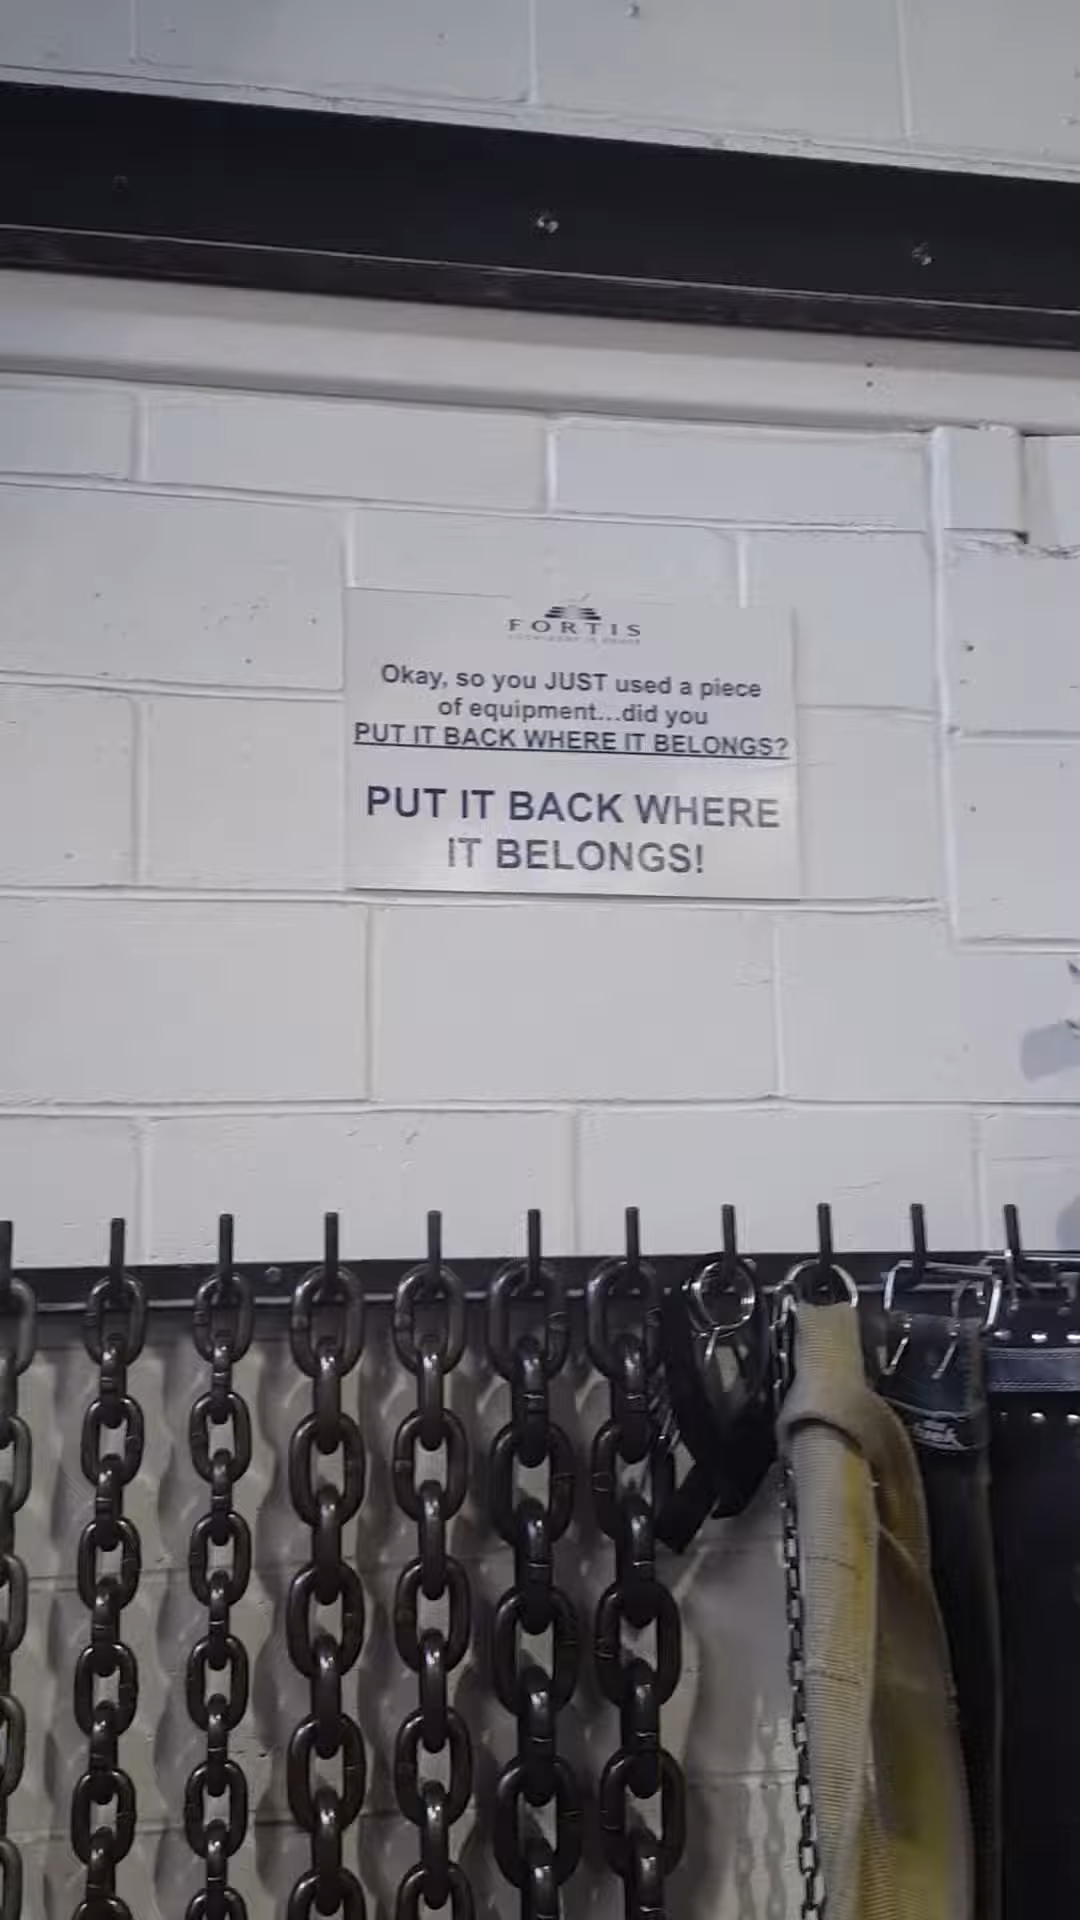 FORTIS
Okay, so you JUST used a piece
of equipment...did you
PUT IT BACK WHERE IT BELONGS?
PUT IT BACK WHERE
IT BELONGS!